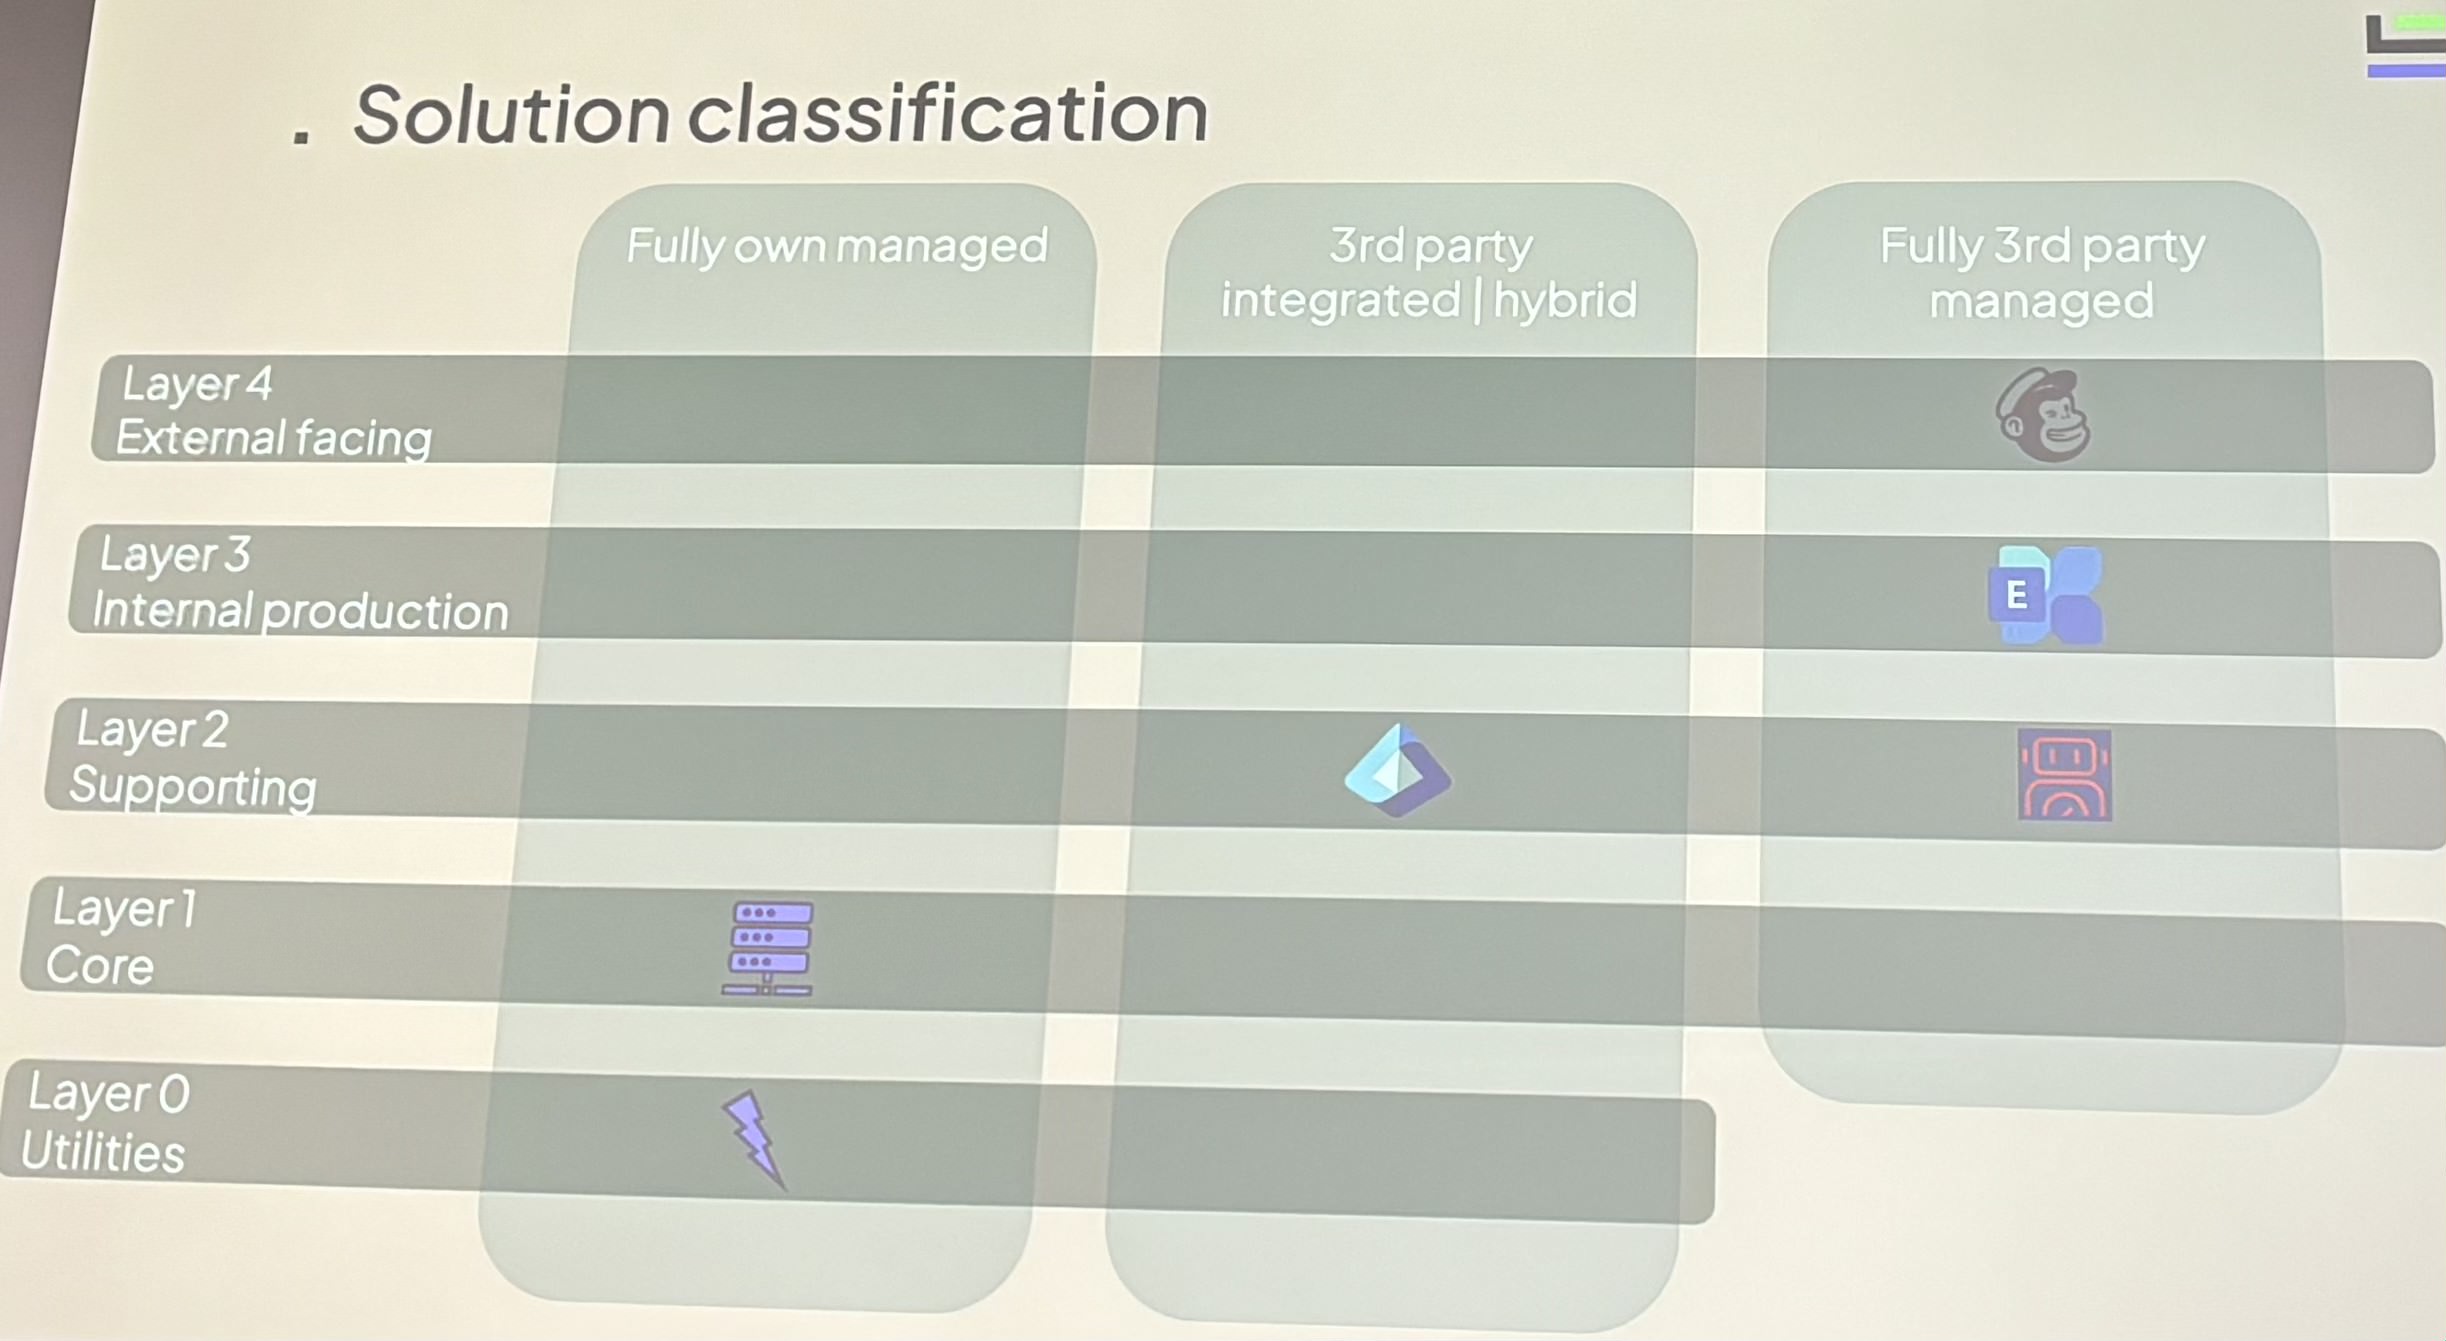 . Solution classification
Fully own managed
3rd party
integrated | hybrid
Fully 3rd party
managed
Layer 4
External facing
Layer 3
Internal production
E
Layer 2
Supporting
Layer 1
Core
Layer 0
Utilities